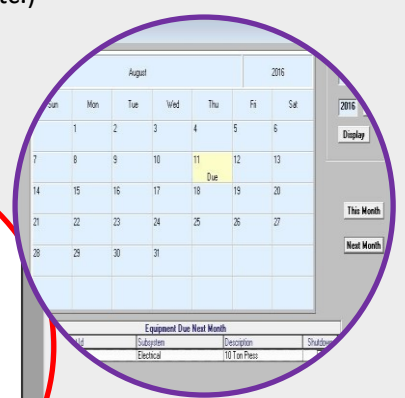 August 2016
Sun Mon Tue Wed Thu Fri Sat
2016
1 2 3 4 5 6
Display
7 8 9 10 11 12 13
Due
14 15 16 17 18 19 20
This Month
21 22 23 24 25 26 27
Next Month
28 29 30 31
Equipment Due Next Month
Subsystem Description
Electrical 10 Ton Press